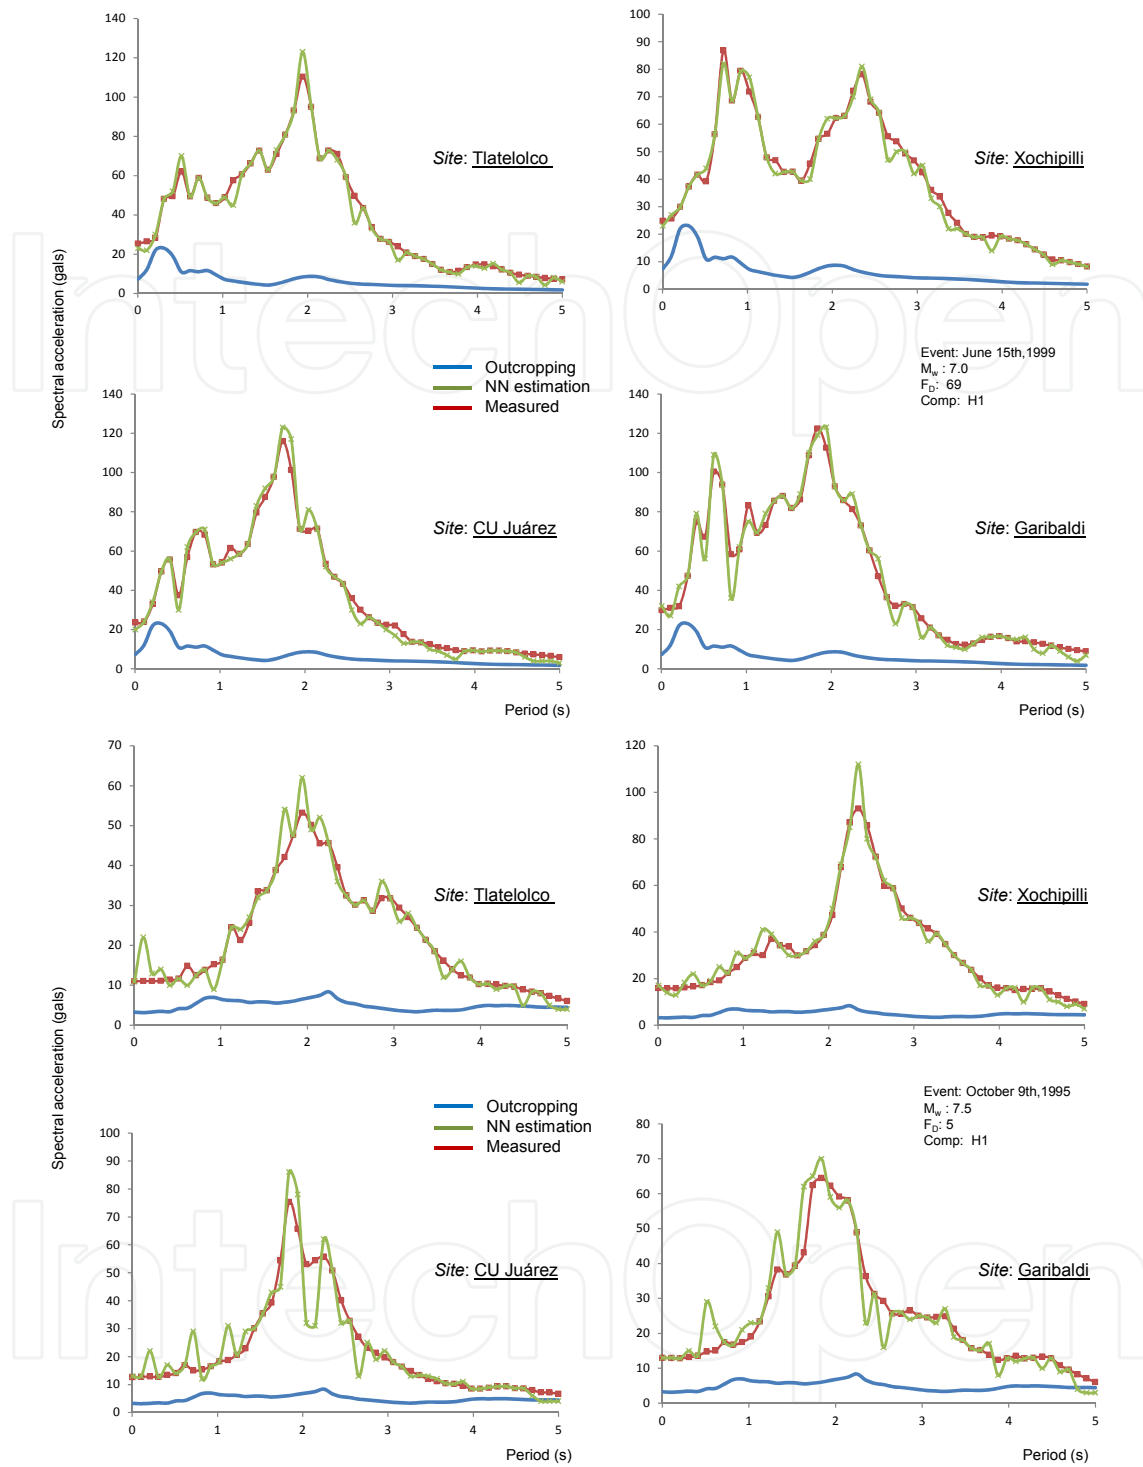 140
120
100
80
60
40
20
0
0 1 2 3 4 5
Site: Tlatelolco
100
90
80
70
60
50
40
30
20
10
0
0 1 2 3 4 5
Site: Xochipilli
Spectral acceleration (gals)
Outcropping
NN estimation
Measured
Event: June 15th,1999
Mw : 7.0
FD: 69
Comp: H1
140
120
100
80
60
40
20
0
0 1 2 3 4 5
Site: CU Juárez
Period (s)
140
120
100
80
60
40
20
0
0 1 2 3 4 5
Site: Garibaldi
Period (s)
70
60
50
40
30
20
10
0
0 1 2 3 4 5
Site: Tlatelolco
120
100
80
60
40
20
0
0 1 2 3 4 5
Site: Xochipilli
Spectral acceleration (gals)
Outcropping
NN estimation
Measured
Event: October 9th,1995
Mw : 7.5
FD: 5
Comp: H1
100
90
80
70
60
50
40
30
20
10
0
0 1 2 3 4 5
Site: CU Juárez
Period (s)
80
70
60
50
40
30
20
10
0
0 1 2 3 4 5
Site: Garibaldi
Period (s)
IntechOpen
IntechOpen